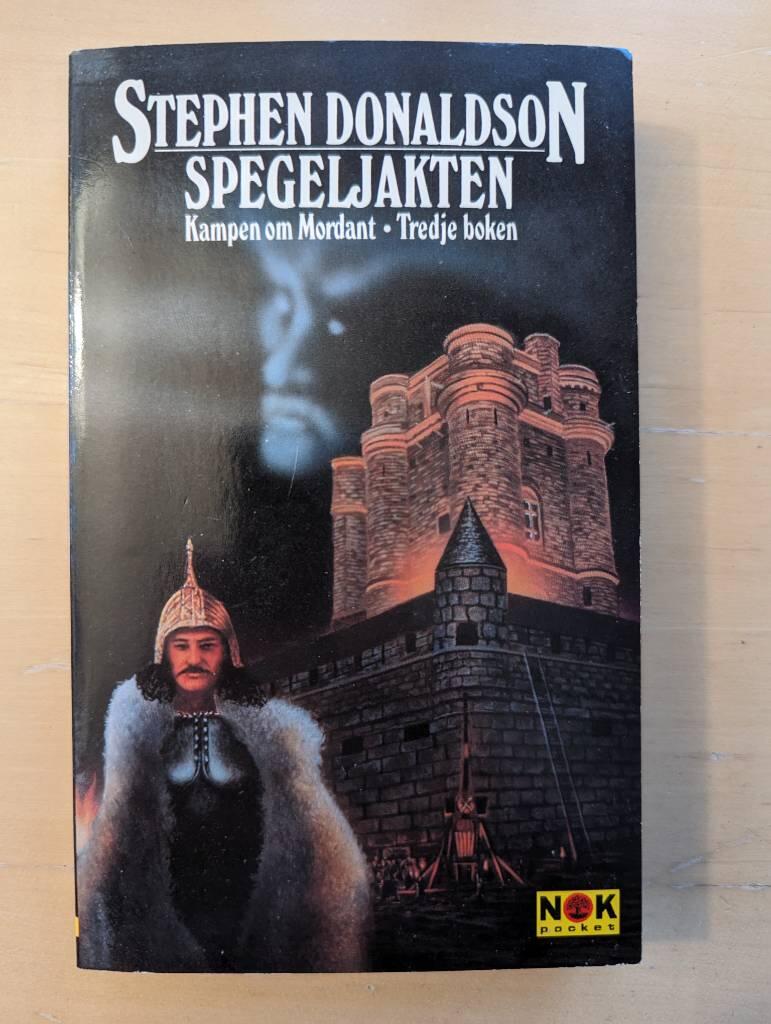 STEPHEN DONALDSON
SPEGELJAKTEN
Kampen om Mordant • Tredje boken
NOK
pocket